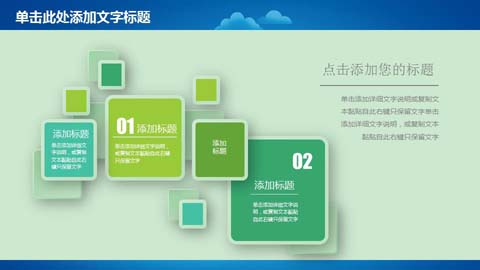 单击此处添加文字标题
点击添加您的标题
单击添加详细文字说明或复制文
本黏贴自此右键只保留文字单击
添加详细文字说明，或复制文本
黏贴自此右键只保留文字
添加标题
单击添加详细文
字说明，或复制
文本黏贴自此右
键只保留文字
01 添加标题
单击添加详细文字说明，
或复制文本黏贴自此右键
只保留文字
添加
标题
02
添加标题
单击添加详细文字说
明，或复制文本黏贴
自此右键只保留文字